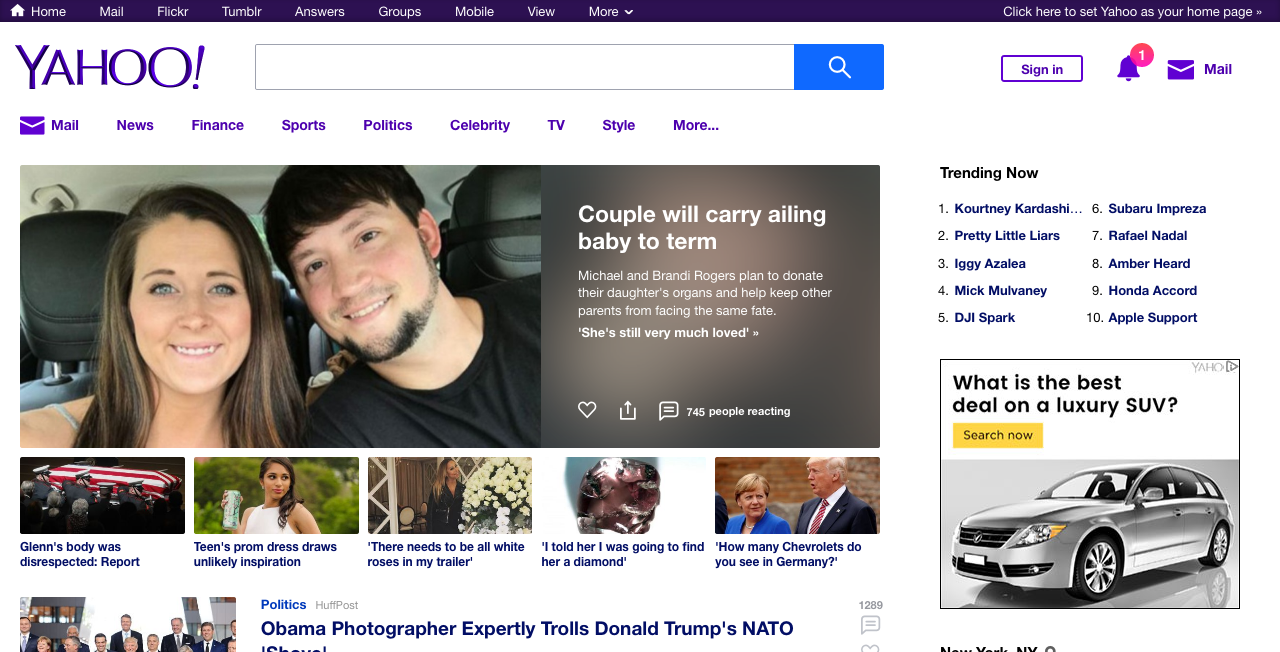 Home Mail Flickr Tumblr Answers Groups Mobile View More Click here to set Yahoo as your home page »
YAHOO!
Sign in
1
Mail
Mail News Finance Sports Politics Celebrity TV Style More...
Couple will carry ailing
baby to term
Michael and Brandi Rogers plan to donate
their daughter's organs and help keep other
parents from facing the same fate.
'She's still very much loved' »
745 people reacting
Glenn's body was
disrespected: Report
Teen's prom dress draws
unlikely inspiration
'There needs to be all white
roses in my trailer'
'I told her I was going to find
her a diamond'
'How many Chevrolets do
you see in Germany?'
Politics HuffPost
1289
Obama Photographer Expertly Trolls Donald Trump's NATO
'Shove'
Trending Now
1. Kourtney Kardashi...
2. Pretty Little Liars
3. Iggy Azalea
4. Mick Mulvaney
5. DJI Spark
6. Subaru Impreza
7. Rafael Nadal
8. Amber Heard
9. Honda Accord
10. Apple Support
YAHOO!
What is the best
deal on a luxury SUV?
Search now
New York, NY